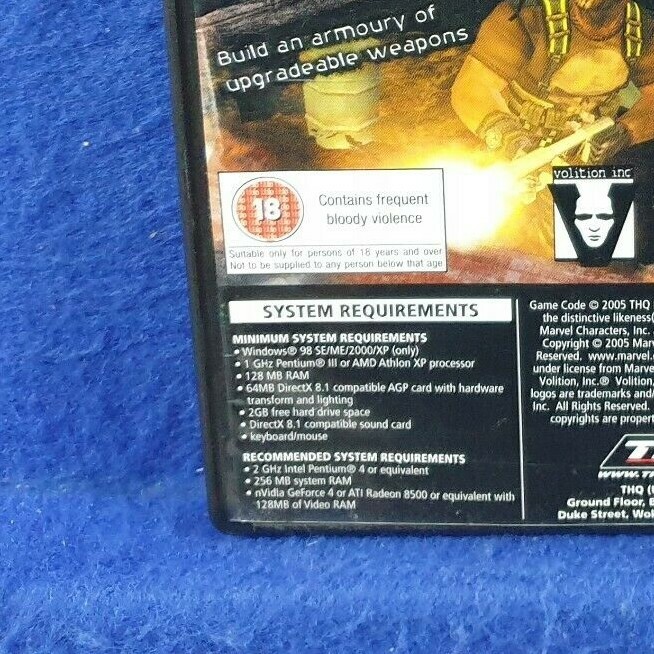 Build an armoury of
upgradeable weapons
volition inc
18
Contains frequent
bloody violence
Suitable only for persons of 18 years and over
Not to be supplied to any person below that age
SYSTEM REQUIREMENTS
MINIMUM SYSTEM REQUIREMENTS
• Windows® 98 SE/ME/2000/XP (only)
• 1 GHz Pentium® III or AMD Athlon XP processor
• 128 MB RAM
• 64MB DirectX 8.1 compatible AGP card with hardware
transform and lighting
• 2GB free hard drive space
• DirectX 8.1 compatible sound card
• keyboard/mouse
RECOMMENDED SYSTEM REQUIREMENTS
• 2 GHz Intel Pentium® 4 or equivalent
• 256 MB system RAM
• nVidia GeForce 4 or ATI Radeon 8500 or equivalent with
128MB of Video RAM
Game Code © 2005 THQ
the distinctive likeness(
Marvel Characters, Inc.
Copyright © 2005 Marv
Reserved. www.marvel.
under license from Marve
Volition, Inc.® Volition,
logos are trademarks and/
Inc. All Rights Reserved.
copyrights are propert
T
www.T
THQ (
Ground Floor,
Duke Street, Wo